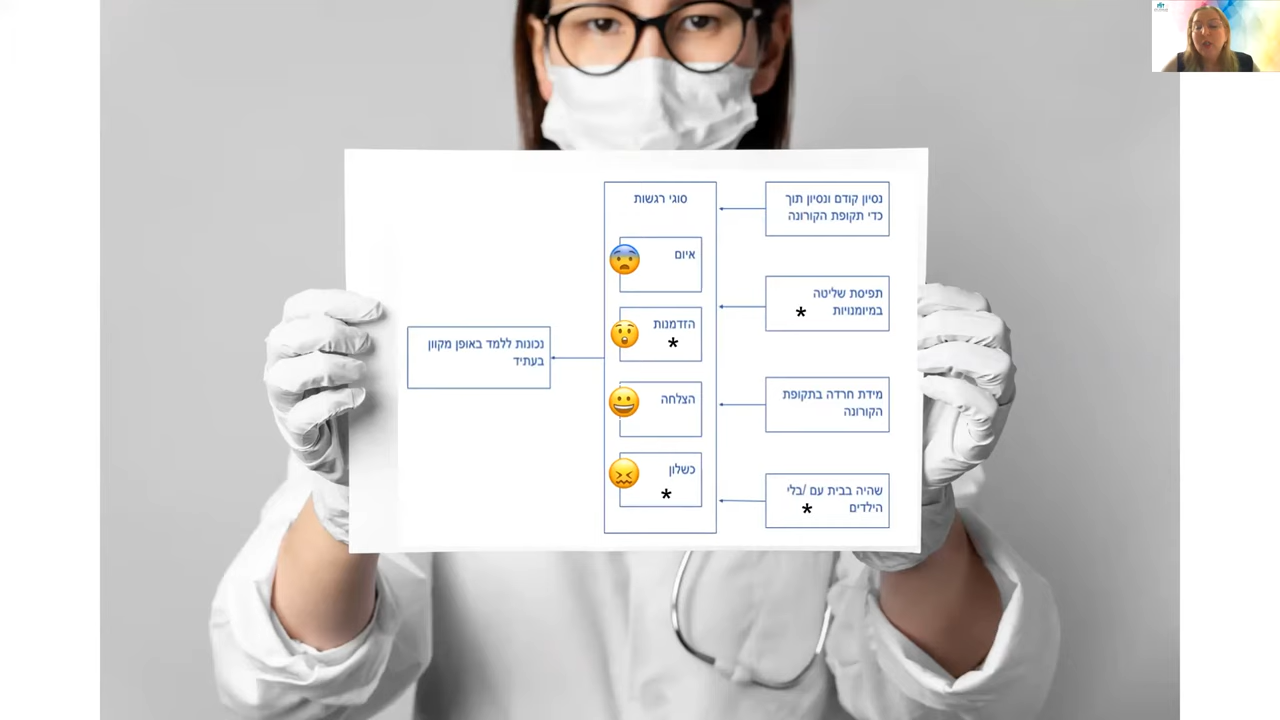 נסיון קודם ונסיון תוך
כדי תקופת הקורונה
תפיסת שליטה
במיומנויות *
מידת חרדה בתקופת
הקורונה
שהיה בבית עם /בלי
הילדים *
סוגי רגשות
איום
הזדמנות
*
הצלחה
כשלון
*
נכונות ללמד באופן מקוון
בעתיד